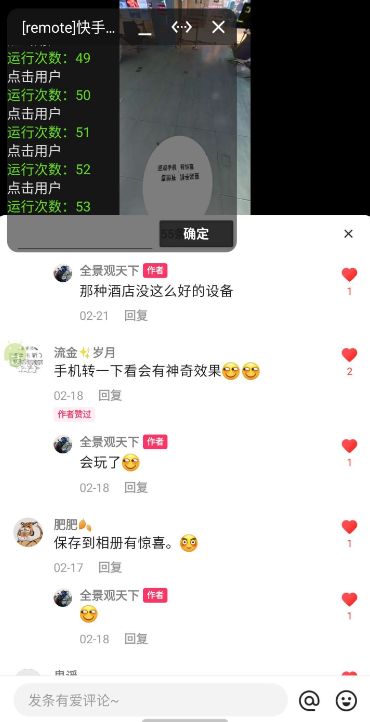 [remote]快手...
运行次数：49
点击用户
运行次数：50
点击用户
运行次数：51
点击用户
运行次数：52
点击用户
运行次数：53
确定
全景观天下 作者
那种酒店没这么好的设备
1
02-21 回复
流金✨岁月
手机转一下看会有神奇效果
2
02-18 回复
作者赞过
全景观天下 作者
会玩了
1
02-18 回复
肥肥
保存到相册有惊喜。
1
02-17 回复
全景观天下 作者
1
02-18 回复
发条有爱评论~